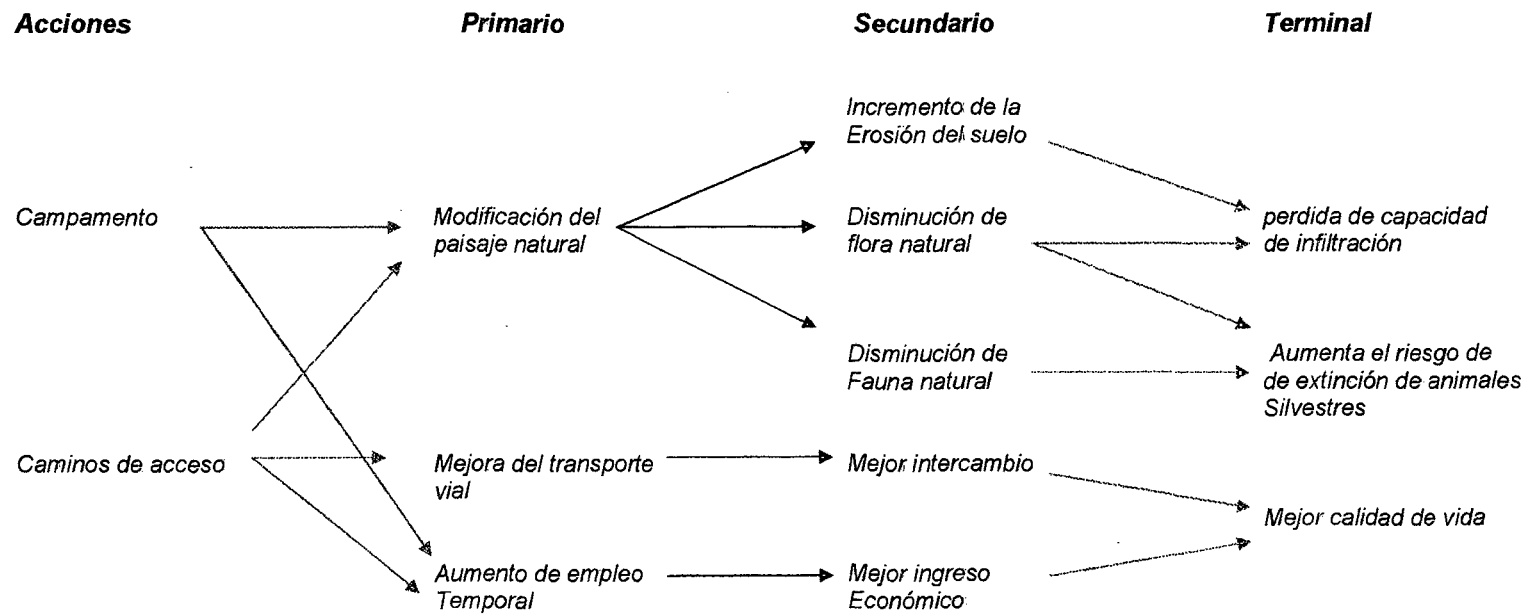 Acciones
Primario
Secundario
Terminal
Incremento de la
Erosión del suelo
Campamento
Modificación del
paisaje natural
Disminución de
flora natural
perdida de capacidad
de infiltración
Disminución de
Fauna natural
Aumenta el riesgo de
de extinción de animales
Silvestres
Caminos de acceso
Mejora del transporte
vial
Mejor intercambio
Mejor calidad de vida
Aumento de empleo
Temporal
Mejor ingreso
Económico